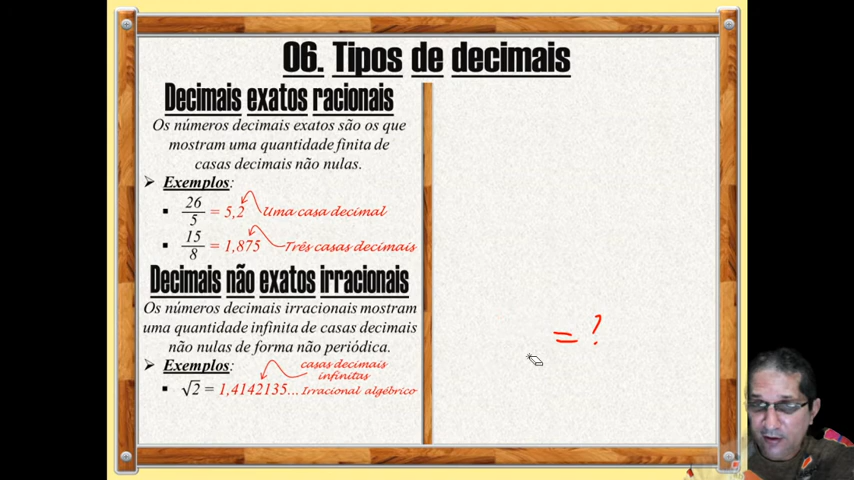 06. Tipos de decimais
Decimais exatos racionais
Os números decimais exatos são os que
mostram uma quantidade finita de
casas decimais não nulas.
Exemplos:
26/5 = 5,2 Uma casa decimal
15/8 = 1,875 Três casas decimais
Decimais não exatos irracionais
Os números decimais irracionais mostram
uma quantidade infinita de casas decimais
não nulas de forma não periódica.
Exemplos:
casas decimais
infinitas
√2 = 1,4142135... Irracional algébrico
= ?